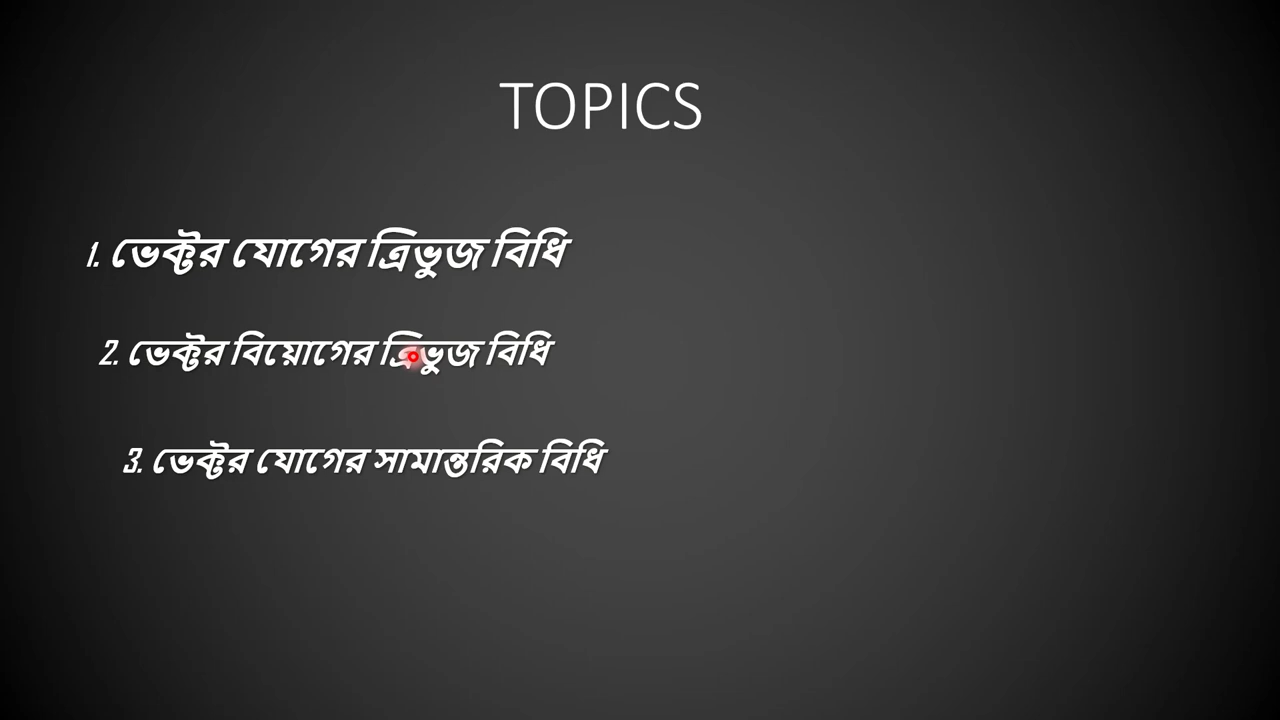 TOPICS
1. ভেক্টর যোগের ত্রিভুজ বিধি
2. ভেক্টর বিয়োগের ত্রিভুজ বিধি
3. ভেক্টর যোগের সামান্তরিক বিধি